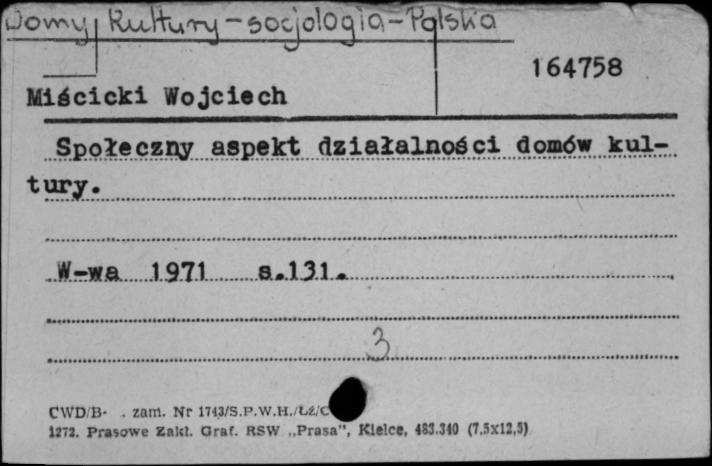 Domy Kultury - socjologia - Polska
164758
Miścicki Wojciech
Społeczny aspekt działalności domów kul-
tury.
W-wa 1971 s.131.
3
CWD/B- . zam. Nr 1743/S.P.W.H./Łź/C
1272. Prasowe Zakł. Graf. RSW „Prasa", Kielce, 483.340 (7,5x12,5)